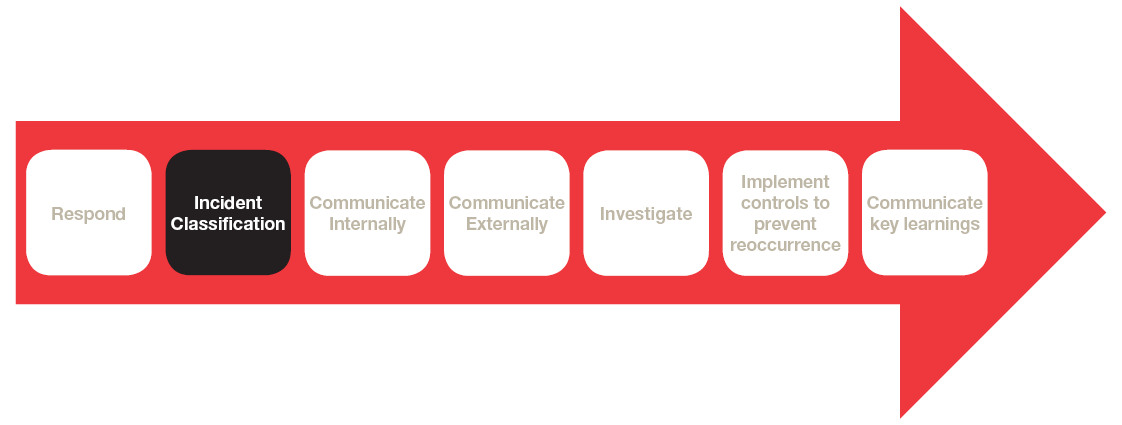 Respond
Incident
Classification
Communicate
Internally
Communicate
Externally
Investigate
Implement
controls to
prevent
reoccurrence
Communicate
key learnings